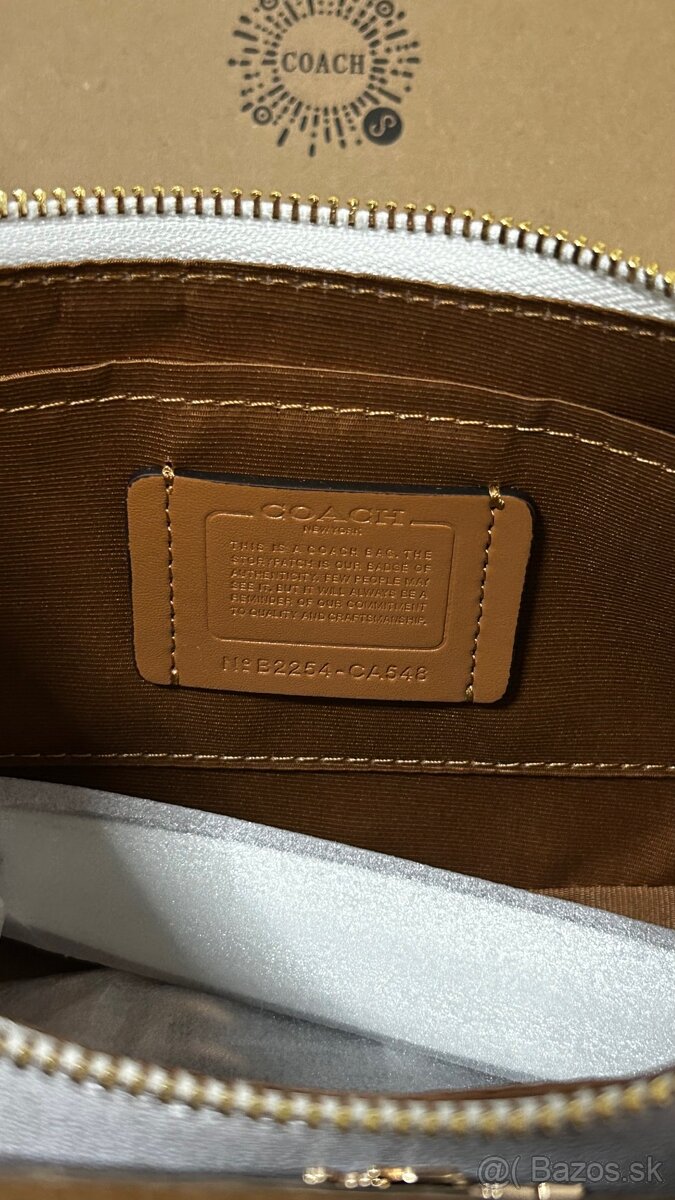 COACH
COACH
NEW YORK
THIS IS A COACH BAG. THE
STORYPATCH IS OUR BADGE OF
AUTHENTICITY. FEW PEOPLE MAY
SEE IT. BUT IT WILL ALWAYS BE A
REMINDER OF OUR COMMITMENT
TO QUALITY AND CRAFTSMANSHIP.
Nº B2254-CA548
@( Bazos.sk